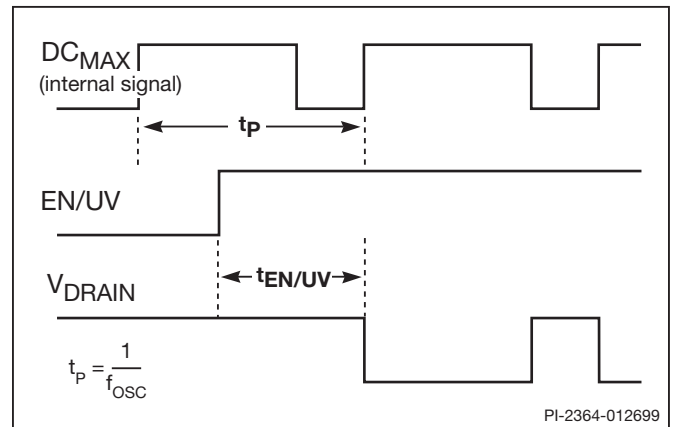 DCMAX
(internal signal)
tP
EN/UV
tEN/UV
VDRAIN
tP = 1
fOSC
PI-2364-012699